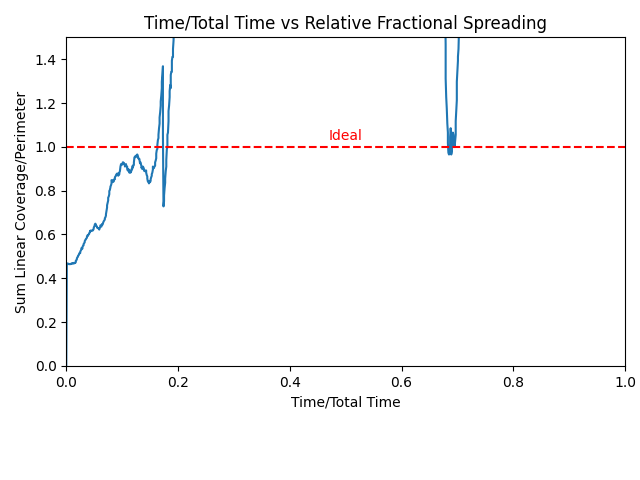 Time/Total Time vs Relative Fractional Spreading
1.4
1.2
Ideal
1.0
0.8
0.6
0.4
0.2
0.0
Sum Linear Coverage/Perimeter
0.0 0.2 0.4 0.6 0.8 1.0
Time/Total Time